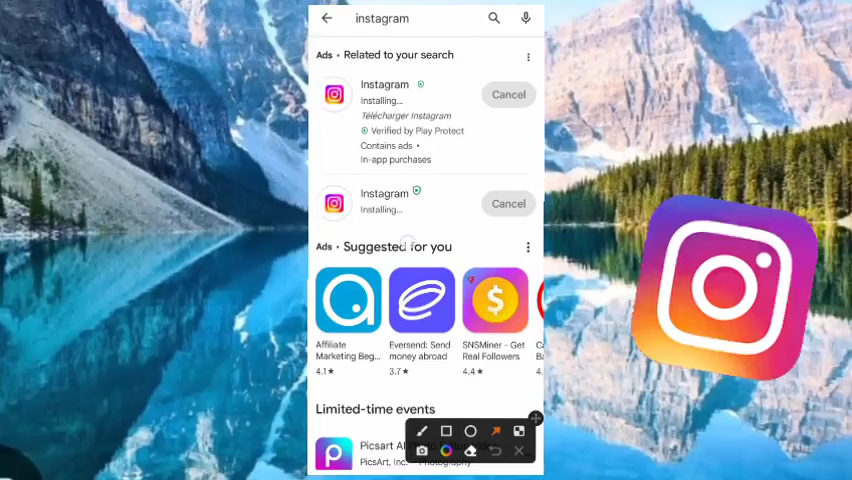 instagram
Ads • Related to your search
Instagram
Installing...
Télécharger Instagram
Verified by Play Protect
Contains ads •
In-app purchases
Cancel
Instagram
Installing...
Cancel
Ads • Suggested for you
Affiliate
Marketing Beg...
4.1★
Eversend: Send
money abroad
3.7★
SNSMiner - Get
Real Followers
4.4★
4.
Limited-time events
Picsart AI
PicsArt, Inc. • Photography